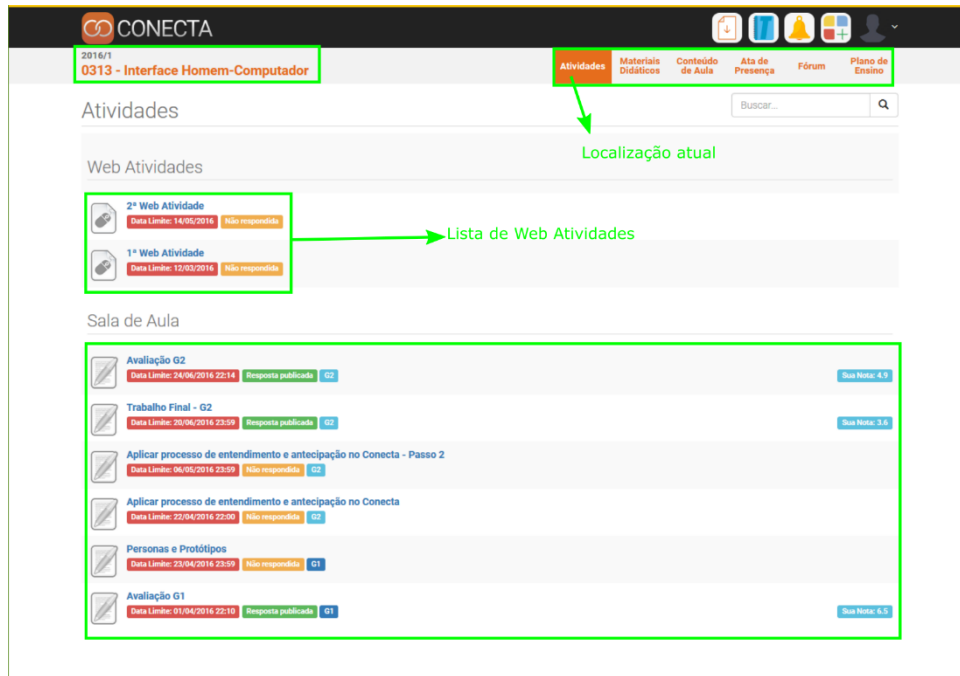 CONECTA
2016/1
0313 - Interface Homem-Computador
Atividades
Materiais Didáticos
Conteúdo de Aula
Ata de Presença
Fórum
Plano de Ensino
Atividades
Buscar...
Localização atual
Web Atividades
2ª Web Atividade
Data Limite: 14/05/2016 Não respondida
Lista de Web Atividades
1ª Web Atividade
Data Limite: 12/03/2016 Não respondida
Sala de Aula
Avaliação G2
Data Limite: 24/06/2016 22:14 Resposta publicada G2 Sua Nota: 4.9
Trabalho Final - G2
Data Limite: 20/06/2016 23:59 Resposta publicada G2 Sua Nota: 3.6
Aplicar processo de entendimento e antecipação no Conecta - Passo 2
Data Limite: 06/05/2016 23:59 Não respondida G2
Aplicar processo de entendimento e antecipação no Conecta
Data Limite: 22/04/2016 22:00 Não respondida G2
Personas e Protótipos
Data Limite: 23/04/2016 23:59 Não respondida G1
Avaliação G1
Data Limite: 01/04/2016 22:10 Resposta publicada G1 Sua Nota: 6.5